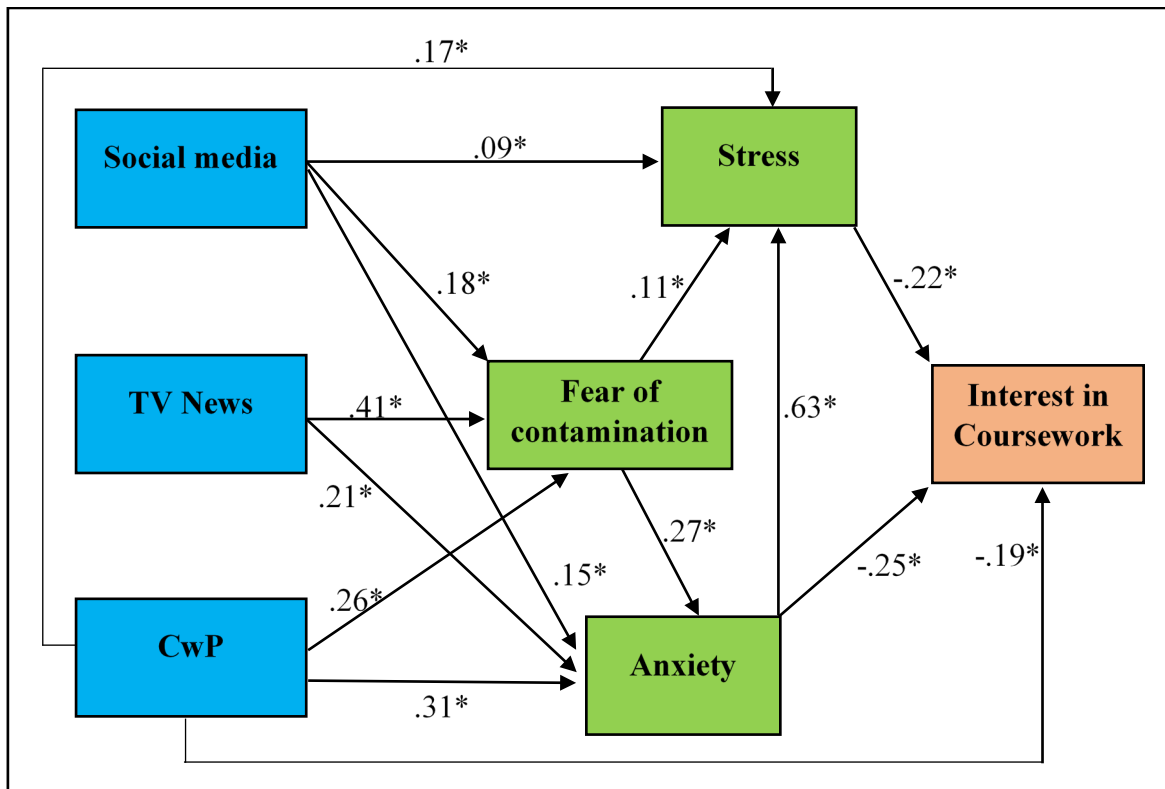 .17*
Social media
.09*
Stress
.18*
.11*
-.22*
TV News
.41*
Fear of
contamination
.63*
Interest in
Coursework
.21*
.27*
.26*
.15*
-.25*
-.19*
CwP
.31*
Anxiety